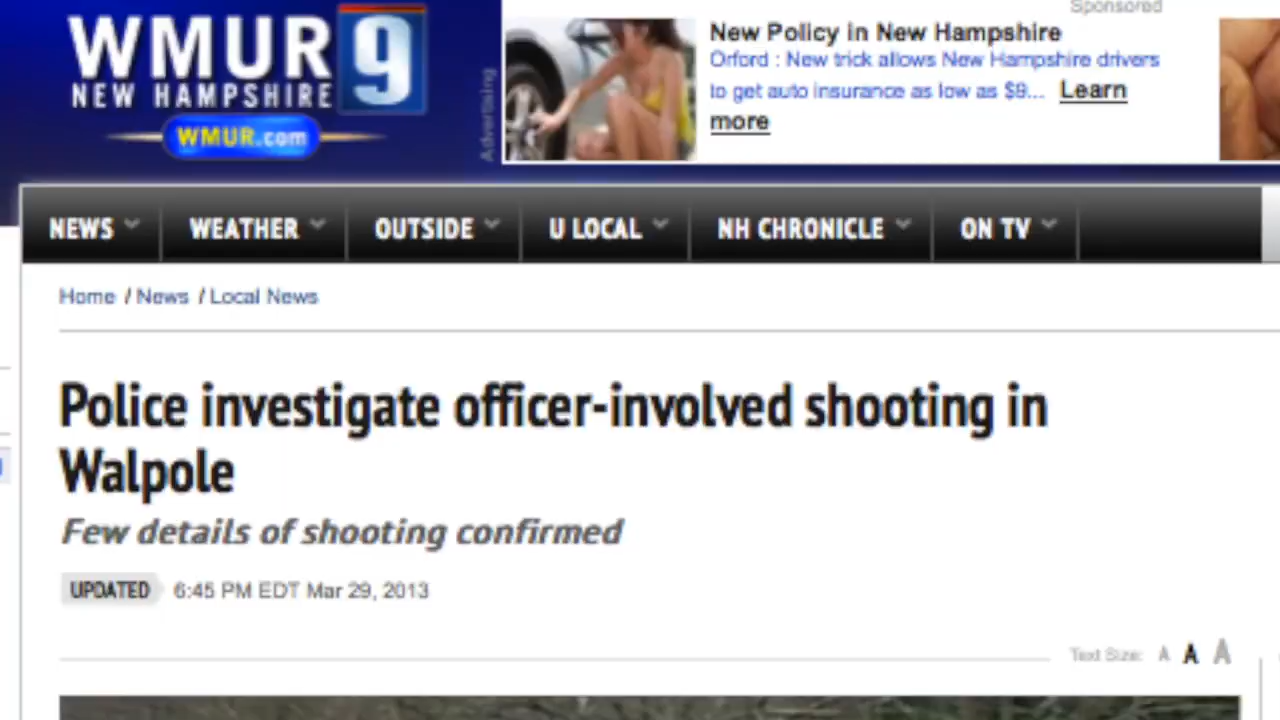 Sponsored
WMUR 9
NEW HAMPSHIRE
WMUR.com
Advertising
New Policy in New Hampshire
Orford : New trick allows New Hampshire drivers
to get auto insurance as low as $9... Learn
more
NEWS WEATHER OUTSIDE U LOCAL NH CHRONICLE ON TV
Home / News / Local News
Police investigate officer-involved shooting in
Walpole
Few details of shooting confirmed
UPDATED 6:45 PM EDT Mar 29, 2013
Text Size: A A A